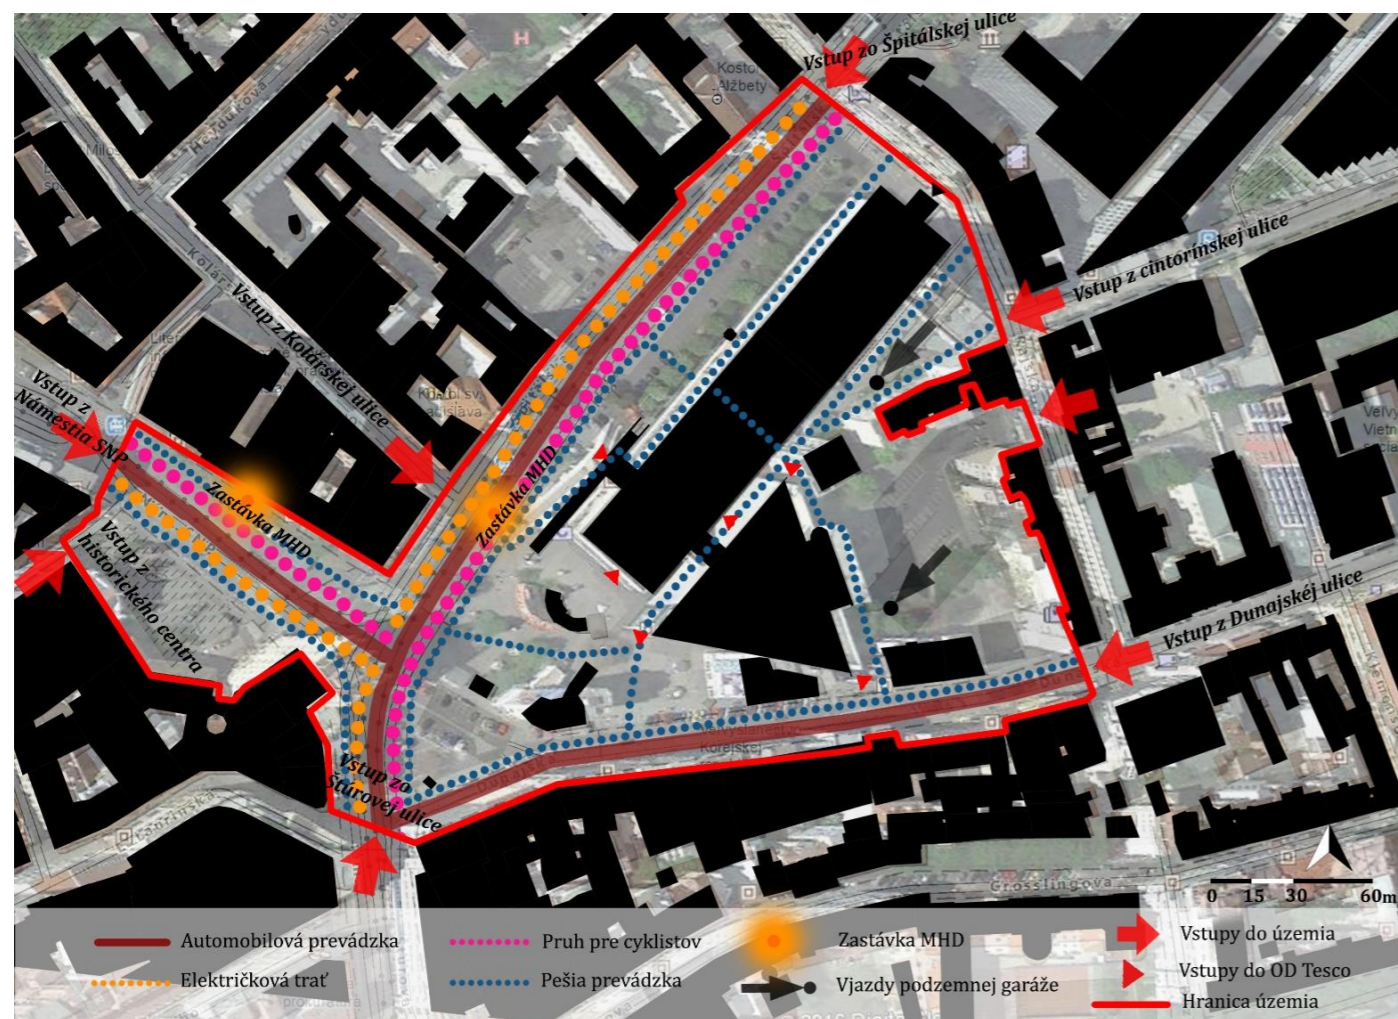 Vstup zo Špitálskej ulice
H
Kostol
Alžbety
Vstup z cintorínskej ulice
Vstup z Kolárskej ulice
Vstup z
Námestia SNP
Zastávka MHD
Zastávka MHD
Vstup z
historického centra
Vstup z Dunajskéj ulice
Vstup zo
Štúrovej ulice
Grosslingova
0 15 30 60m
Automobilová prevádzka
Električková trať
Pruh pre cyklistov
Pešia prevádzka
Zastávka MHD
Vjazdy podzemnej garáže
Vstupy do územia
Vstupy do OD Tesco
Hranica územia